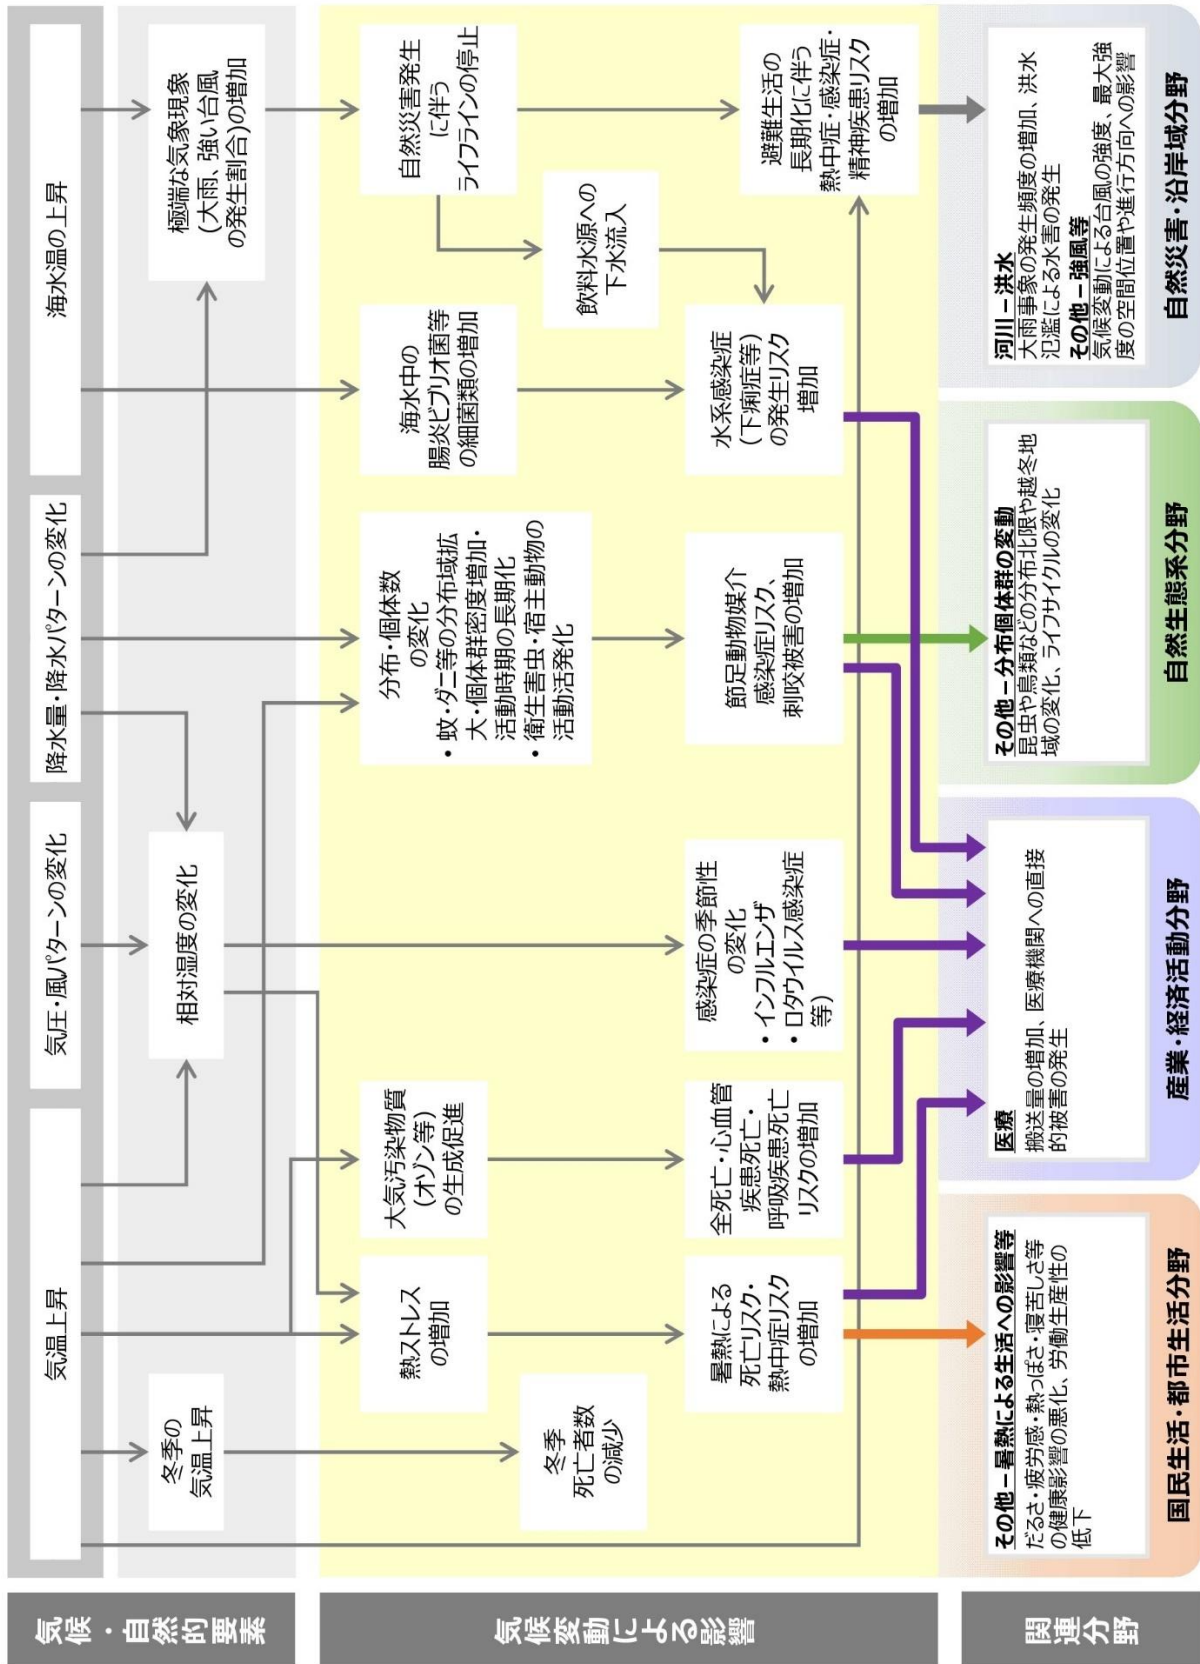 気候・自然的要素
気温上昇
気圧・風パターンの変化
降水量・降水パターンの変化
海水温の上昇
冬季の
気温上昇
相対湿度の変化
極端な気象現象
(大雨、強い台風
の発生割合)の増加
気候変動による影響
熱ストレス
の増加
大気汚染物質
(オゾン等)
の生成促進
分布・個体数
の変化
• 蚊・ダニ等の分布域拡
大・個体群密度増加・
活動時期の長期化
• 衛生害虫・宿主動物の
活動活発化
海水中の
腸炎ビブリオ菌等
の細菌類の増加
自然災害発生
に伴う
ライフラインの停止
冬季
死亡者数
の減少
飲料水源への
下水流入
暑熱による
死亡リスク・
熱中症リスク
の増加
全死亡・心血管
疾患死亡・
呼吸疾患死亡
リスクの増加
感染症の季節性
の変化
• インフルエンザ
• ロタウイルス感染症
等)
節足動物媒介
感染症リスク、
刺咬被害の増加
水系感染症
(下痢症等)
の発生リスク
増加
避難生活の
長期化に伴う
熱中症・感染症・
精神疾患リスク
の増加
関連分野
その他－暑熱による生活への影響等
だるさ・疲労感・熱っぽさ・寝苦しさ等
の健康影響の悪化、労働生産性の
低下
国民生活・都市生活分野
医療
搬送量の増加、医療機関への直接
的被害の発生
産業・経済活動分野
その他－分布個体群の変動
昆虫や鳥類などの分布北限や越冬地
域の変化、ライフサイクルの変化
自然生態系分野
河川－洪水
大雨事象の発生頻度の増加、洪水
氾濫による水害の発生
その他－強風等
気候変動による台風の強度、最大強
度の空間位置や進行方向への影響
自然災害・沿岸域分野